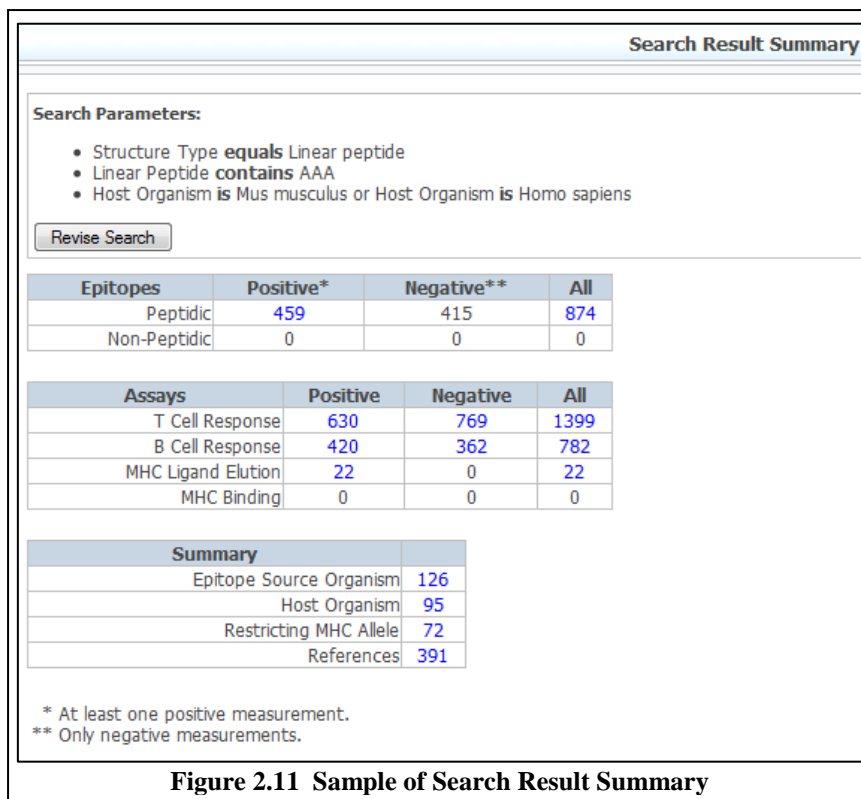 Search Result Summary
Search Parameters:
• Structure Type equals Linear peptide
• Linear Peptide contains AAA
• Host Organism is Mus musculus or Host Organism is Homo sapiens
Revise Search
Epitopes Positive* Negative** All
Peptidic 459 415 874
Non-Peptidic 0 0 0
Assays Positive Negative All
T Cell Response 630 769 1399
B Cell Response 420 362 782
MHC Ligand Elution 22 0 22
MHC Binding 0 0 0
Summary
Epitope Source Organism 126
Host Organism 95
Restricting MHC Allele 72
References 391
* At least one positive measurement.
** Only negative measurements.
Figure 2.11 Sample of Search Result Summary